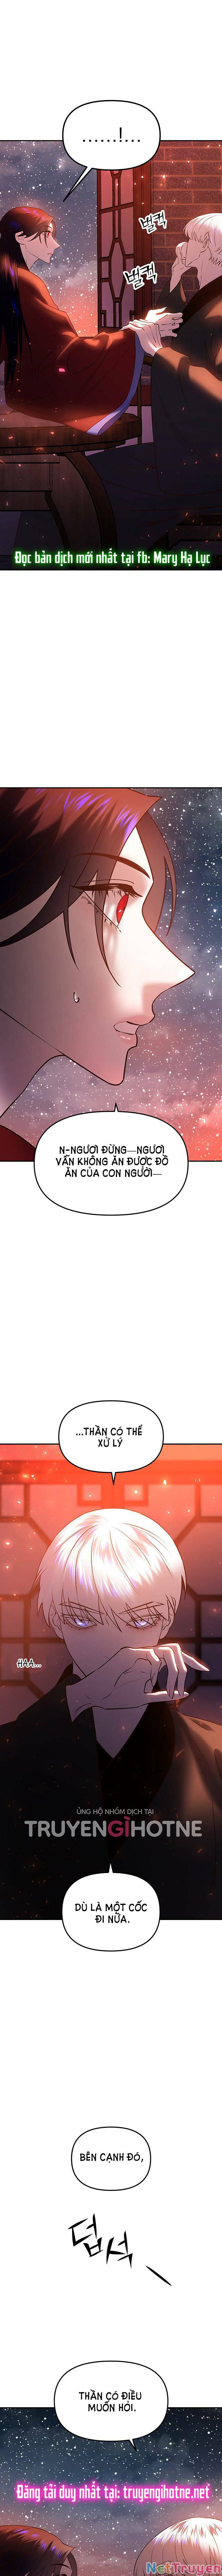 ......!...
벌컥
벌컥
Đọc bản dịch mới nhất tại fb: Mary Hạ Lục
N-NGƯƠI ĐỪNG—NGƯƠI
VẪN KHÔNG ĂN ĐƯỢC ĐỒ
ĂN CỦA CON NGƯỜI—
...THẦN CÓ THỂ
XỬ LÝ
HAA...
ỦNG HỘ NHÓM DỊCH TẠI
TRUYENGIHOTNE
DÙ LÀ MỘT CỐC
ĐI NỮA.
BÊN CẠNH ĐÓ,
덥석
THẦN CÓ ĐIỀU
MUỐN HỎI.
Đăng tải duy nhất tại: truyengihotne.net
NetTruyen